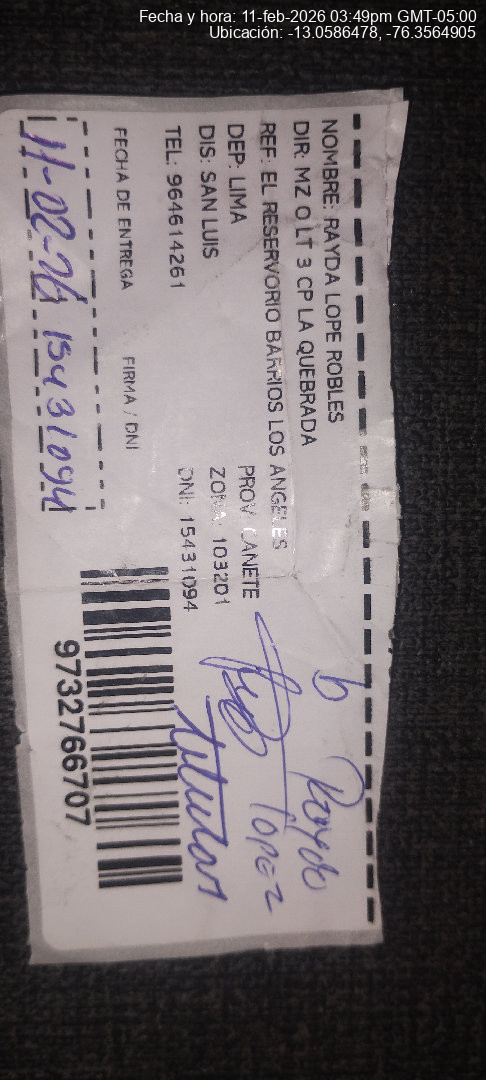 Fecha y hora: 11-feb-2026 03:49pm GMT-05:00
Ubicación: -13.0586478, -76.3564905
NOMBRE: RAYDA LOPE ROBLES
DIR: MZ O LT 3 CP LA QUEBRADA
REF: EL RESERVORIO BARRIOS LOS ANGELES
DEP: LIMA PROV CANETE
DIS: SAN LUIS ZONA: 103201
TEL: 964614261 DNI: 15431094
FECHA DE ENTREGA FIRMA / DNI
11-02-26 15431094
9732766707
b Rayda
LOPEZ
titular